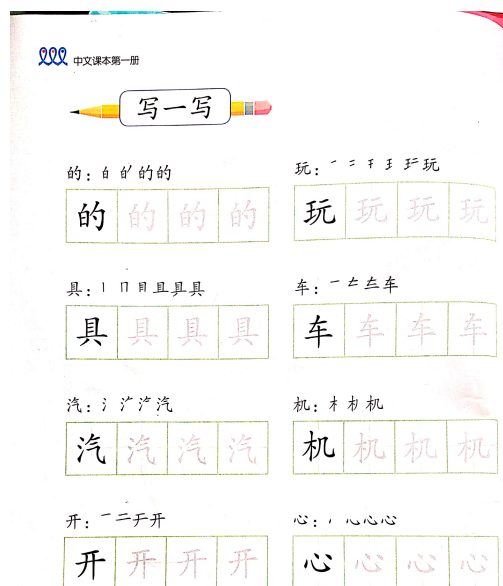 中文课本第一册
写一写
的：白 的 的 的
的 的 的 的
玩：一 二 干 王 玩 玩
玩 玩 玩 玩
具：丨 冂 目 且 具 具
具 具 具 具
车：一 𠂇 车 车
车 车 车 车
汽：氵 汽 汽 汽
汽 汽 汽 汽
机：木 机 机
机 机 机 机
开：一 二 于 开
开 开 开 开
心：丶 心 心 心
心 心 心 心